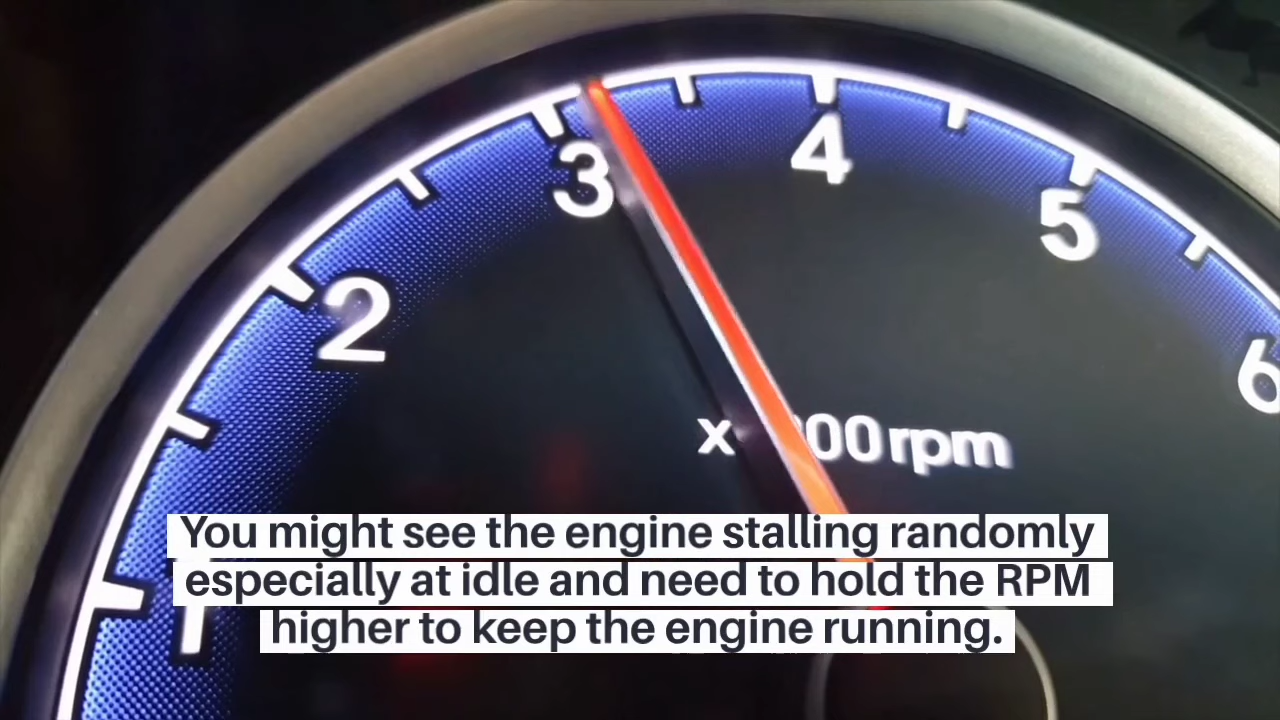 3
4
5
2
6
x 00 rpm
You might see the engine stalling randomly
especially at idle and need to hold the RPM
higher to keep the engine running.
1